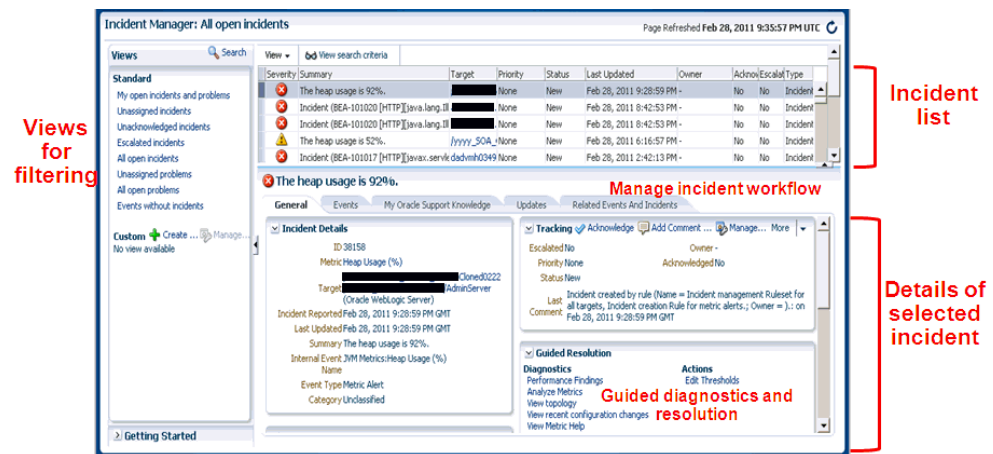 Incident Manager: All open incidents
Page Refreshed Feb 28, 2011 9:35:57 PM UTC
Views
Search
Standard
My open incidents and problems
Unassigned incidents
Unacknowledged incidents
Escalated incidents
All open incidents
Unassigned problems
All open problems
Events without incidents
Custom Create ... Manage...
No view available
Getting Started
View View search criteria
Severity Summary Target Priority Status Last Updated Owner Acknov Escalat Type
The heap usage is 92%. None New Feb 28, 2011 9:28:59 PM - No No Incident
Incident (BEA-101020 [HTTP][java.lang.Ill None New Feb 28, 2011 8:42:53 PM - No No Incident
Incident (BEA-101020 [HTTP][java.lang.Ill None New Feb 28, 2011 8:42:53 PM - No No Incident
The heap usage is 52%. /yyyy_SOA_ None New Feb 28, 2011 6:16:57 PM - No No Incident
Incident (BEA-101017 [HTTP][javax.servle dadvmh0349 None New Feb 28, 2011 2:42:13 PM - No No Incident
The heap usage is 92%.
Manage incident workflow
General Events My Oracle Support Knowledge Updates Related Events And Incidents
Incident Details
ID 38158
Metric Heap Usage (%)
Cloned0222
Target /AdminServer
(Oracle WebLogic Server)
Incident Reported Feb 28, 2011 9:28:59 PM GMT
Last Updated Feb 28, 2011 9:28:59 PM GMT
Summary The heap usage is 92%.
Internal Event Name JVM Metrics:Heap Usage (%)
Event Type Metric Alert
Category Unclassified
Tracking Acknowledge Add Comment ... Manage... More
Escalated No Owner -
Priority None Acknowledged No
Status New
Last Comment Incident created by rule (Name = Incident management Ruleset for
all targets, Incident creation Rule for metric alerts.; Owner = ).: on
Feb 28, 2011 9:28:59 PM GMT
Guided Resolution
Diagnostics Actions
Performance Findings Edit Thresholds
Analyze Metrics
View topology
View recent configuration changes
View Metric Help
Guided diagnostics and
resolution
Views
for
filtering
Incident
list
Details of
selected
incident